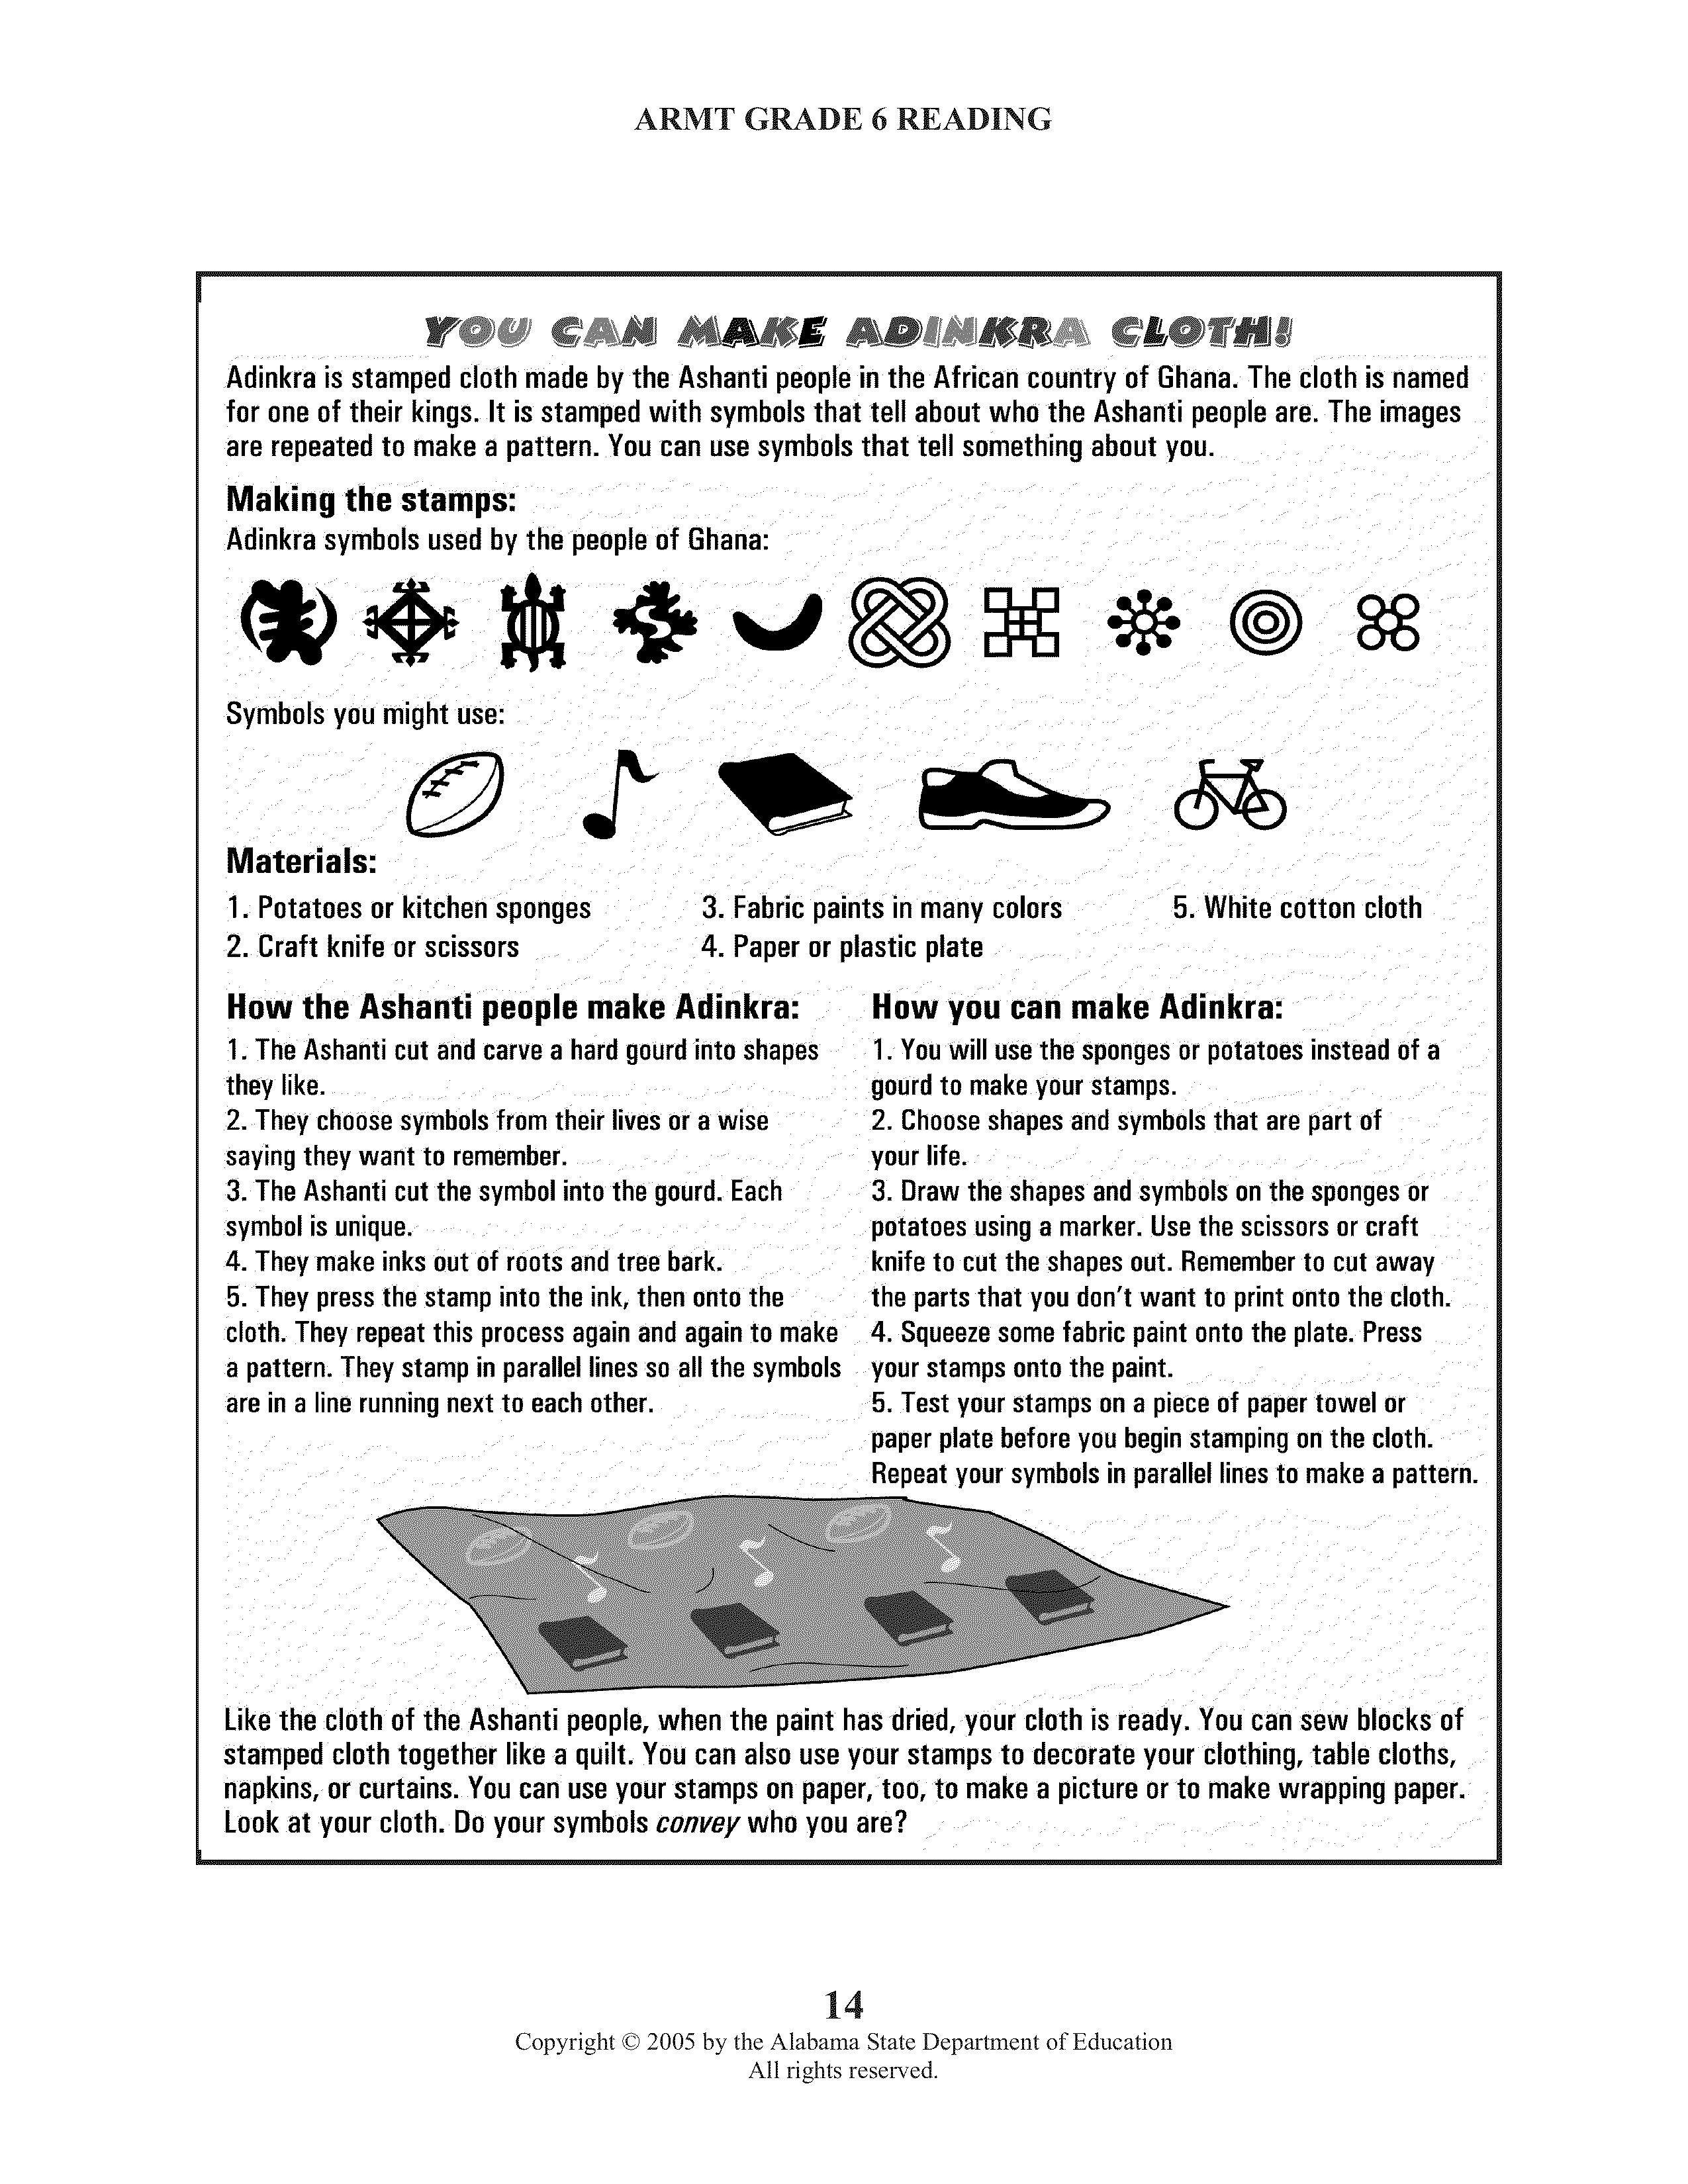 ARMT GRADE 6 READING
YOU CAN MAKE ADINKRA CLOTH!
Adinkra is stamped cloth made by the Ashanti people in the African country of Ghana. The cloth is named
for one of their kings. It is stamped with symbols that tell about who the Ashanti people are. The images
are repeated to make a pattern. You can use symbols that tell something about you.
Making the stamps:
Adinkra symbols used by the people of Ghana:
Symbols you might use:
Materials:
1. Potatoes or kitchen sponges
2. Craft knife or scissors
3. Fabric paints in many colors
4. Paper or plastic plate
5. White cotton cloth
How the Ashanti people make Adinkra:
1. The Ashanti cut and carve a hard gourd into shapes
they like.
2. They choose symbols from their lives or a wise
saying they want to remember.
3. The Ashanti cut the symbol into the gourd. Each
symbol is unique.
4. They make inks out of roots and tree bark.
5. They press the stamp into the ink, then onto the
cloth. They repeat this process again and again to make
a pattern. They stamp in parallel lines so all the symbols
are in a line running next to each other.
How you can make Adinkra:
1. You will use the sponges or potatoes instead of a
gourd to make your stamps.
2. Choose shapes and symbols that are part of
your life.
3. Draw the shapes and symbols on the sponges or
potatoes using a marker. Use the scissors or craft
knife to cut the shapes out. Remember to cut away
the parts that you don't want to print onto the cloth.
4. Squeeze some fabric paint onto the plate. Press
your stamps onto the paint.
5. Test your stamps on a piece of paper towel or
paper plate before you begin stamping on the cloth.
Repeat your symbols in parallel lines to make a pattern.
Like the cloth of the Ashanti people, when the paint has dried, your cloth is ready. You can sew blocks of
stamped cloth together like a quilt. You can also use your stamps to decorate your clothing, table cloths,
napkins, or curtains. You can use your stamps on paper, too, to make a picture or to make wrapping paper.
Look at your cloth. Do your symbols convey who you are?
14
Copyright © 2005 by the Alabama State Department of Education
All rights reserved.